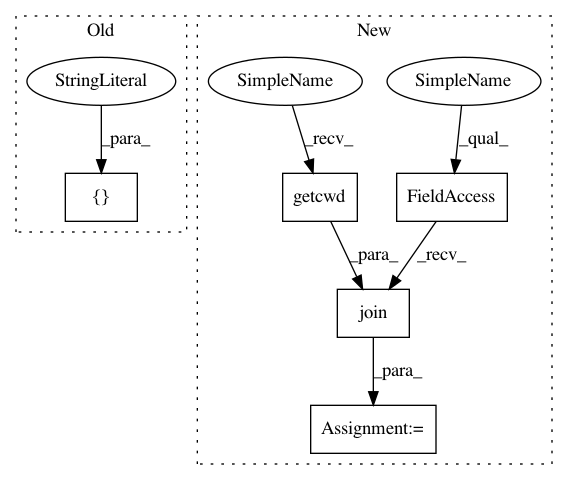 Old
New
StringLiteral
SimpleName
SimpleName
_para_
_recv_
_qual_
{}
getcwd
FieldAccess
_para_
_recv_
join
_para_
Assignment:=